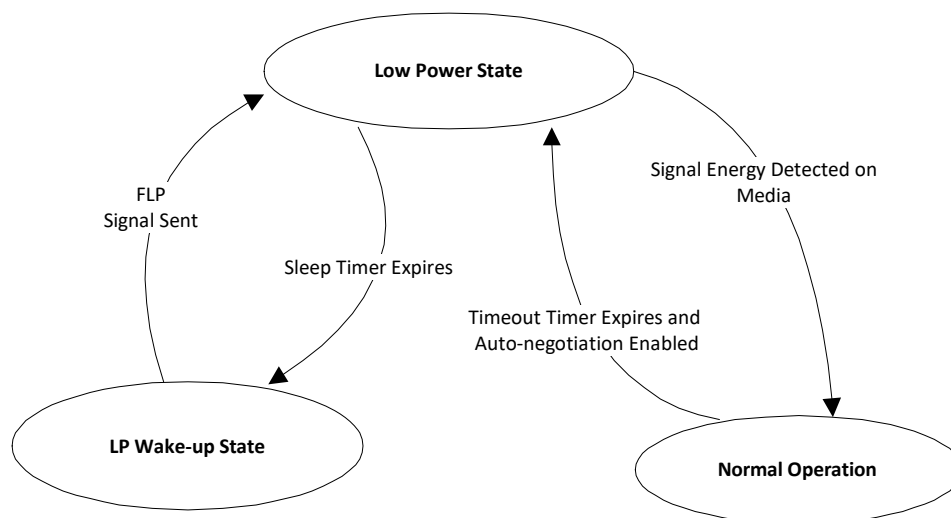 Low Power State
Signal Energy Detected on
Media
FLP
Signal Sent
Sleep Timer Expires
Timeout Timer Expires and
Auto-negotiation Enabled
LP Wake-up State
Normal Operation